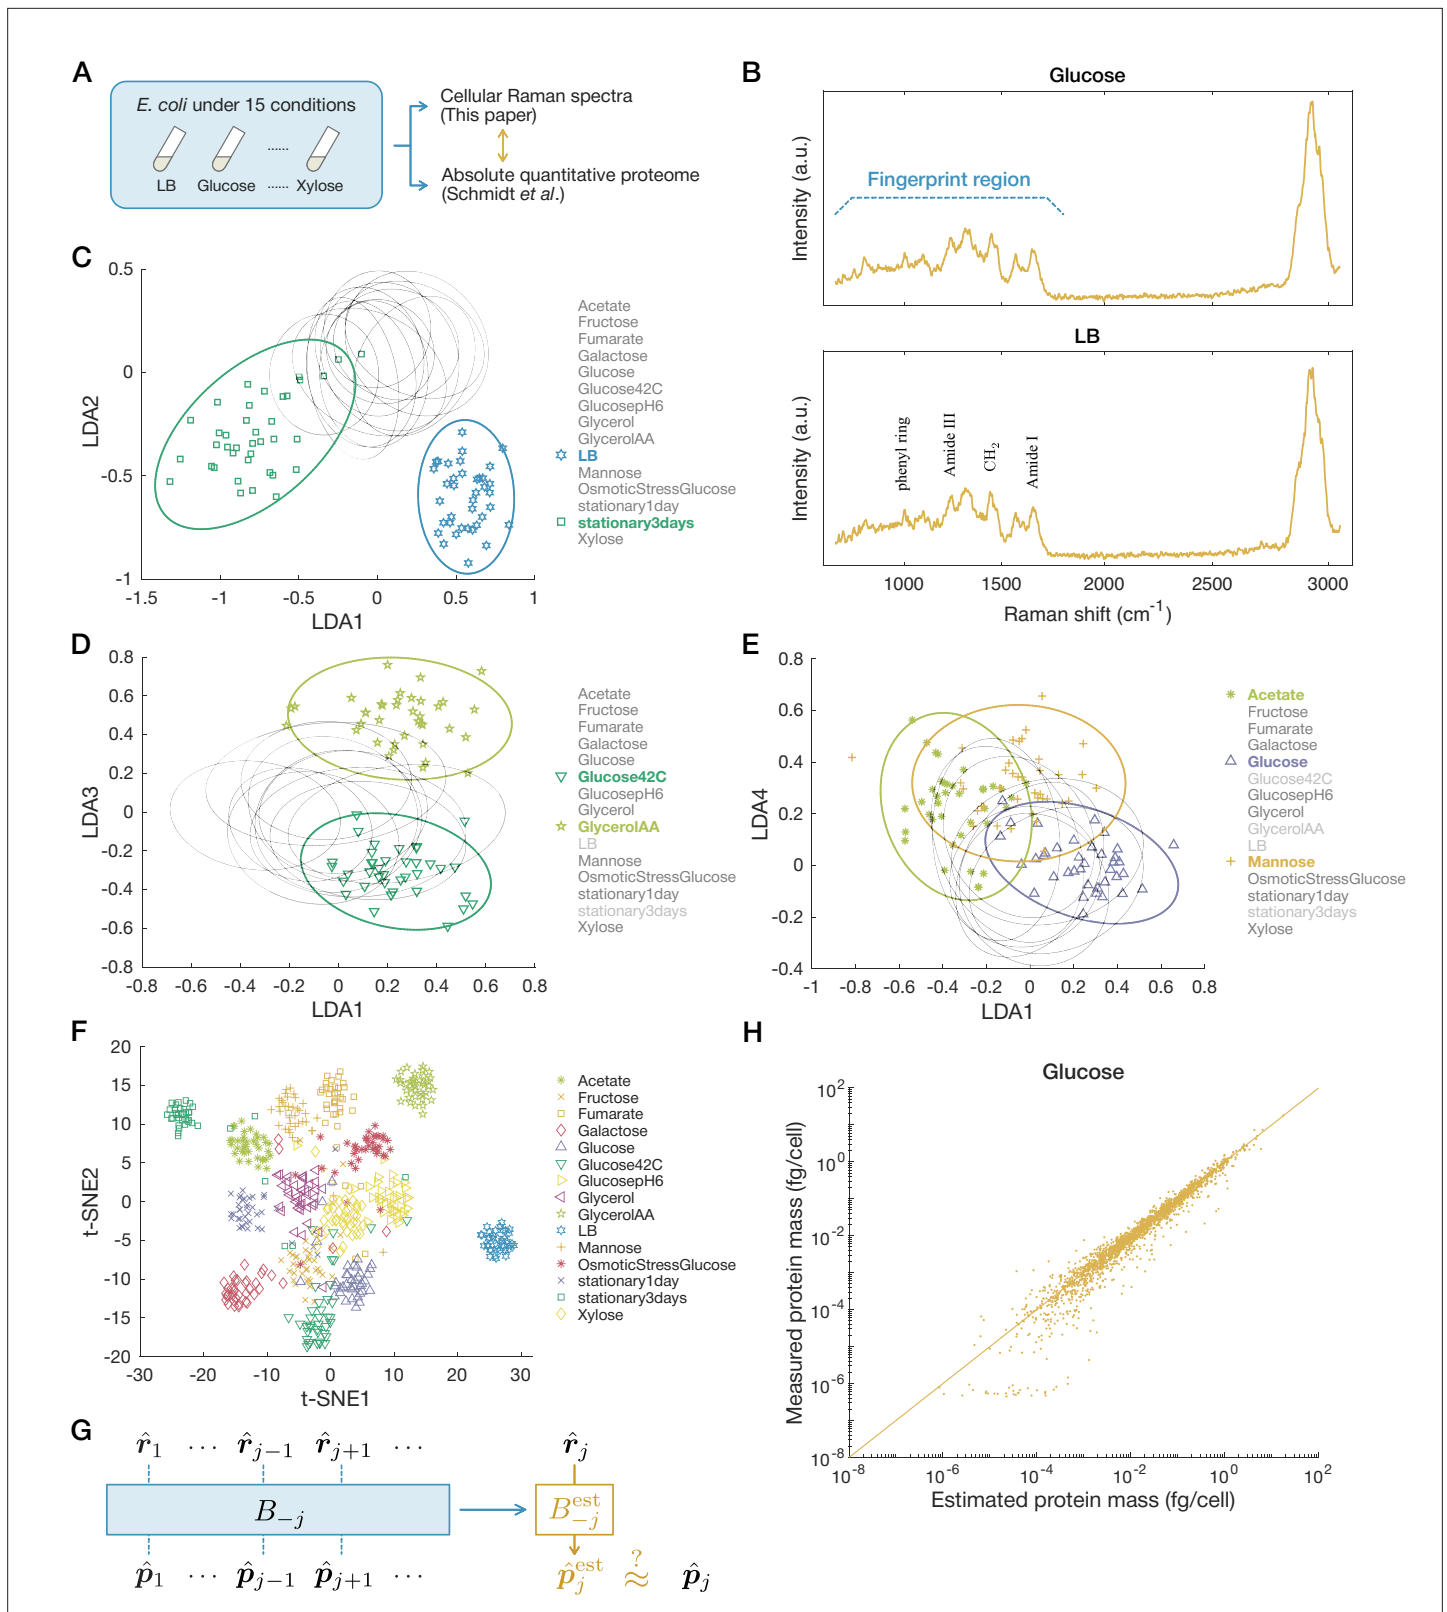 A
E. coli under 15 conditions
......
LB Glucose ...... Xylose
Cellular Raman spectra
(This paper)
Absolute quantitative proteome
(Schmidt et al.)
B
Glucose
Intensity (a.u.)
Fingerprint region
LB
Intensity (a.u.)
phenyl ring
Amide III
CH2
Amide I
1000 1500 2000 2500 3000
Raman shift (cm-1)
C
0.5
0
-0.5
-1
LDA2
-1.5 -1 -0.5 0 0.5 1
LDA1
Acetate
Fructose
Fumarate
Galactose
Glucose
Glucose42C
GlucosepH6
Glycerol
GlycerolAA
LB
Mannose
OsmoticStressGlucose
stationary1day
stationary3days
Xylose
D
0.8
0.6
0.4
0.2
0
-0.2
-0.4
-0.6
-0.8
LDA3
-0.8 -0.6 -0.4 -0.2 0 0.2 0.4 0.6 0.8
LDA1
Acetate
Fructose
Fumarate
Galactose
Glucose
Glucose42C
GlucosepH6
Glycerol
GlycerolAA
LB
Mannose
OsmoticStressGlucose
stationary1day
stationary3days
Xylose
E
0.8
0.6
0.4
0.2
0
-0.2
-0.4
LDA4
-1 -0.8 -0.6 -0.4 -0.2 0 0.2 0.4 0.6 0.8
LDA1
Acetate
Fructose
Fumarate
Galactose
Glucose
Glucose42C
GlucosepH6
Glycerol
GlycerolAA
LB
Mannose
OsmoticStressGlucose
stationary1day
stationary3days
Xylose
F
20
15
10
5
0
-5
-10
-15
-20
t-SNE2
-30 -20 -10 0 10 20 30
t-SNE1
Acetate
Fructose
Fumarate
Galactose
Glucose
Glucose42C
GlucosepH6
Glycerol
GlycerolAA
LB
Mannose
OsmoticStressGlucose
stationary1day
stationary3days
Xylose
G
r̂1 ··· r̂j−1 r̂j+1 ··· r̂j
B−j B−j^est
p̂1 ··· p̂j−1 p̂j+1 ··· p̂j^est ≈? p̂j
H
Glucose
10^2
10^0
10^-2
10^-4
10^-6
10^-8
Measured protein mass (fg/cell)
10^-8 10^-6 10^-4 10^-2 10^0 10^2
Estimated protein mass (fg/cell)